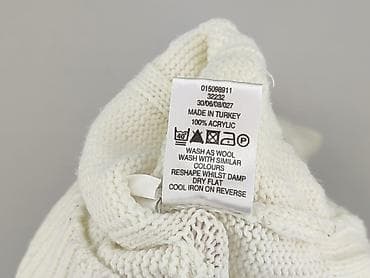 015098911
32232
30/06/08/027
MADE IN TURKEY
100% ACRYLIC
40
P
WASH AS WOOL
WASH WITH SIMILAR
COLOURS
RESHAPE WHILST DAMP
DRY FLAT
COOL IRON ON REVERSE